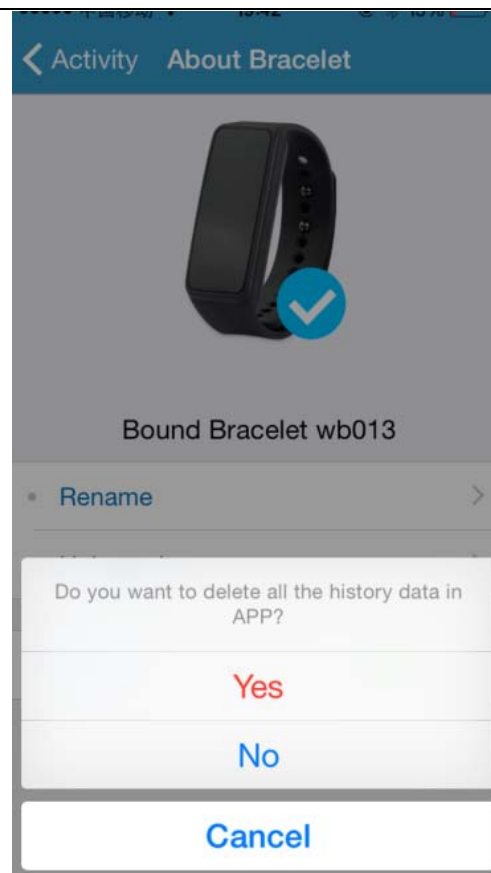 Activity About Bracelet
Bound Bracelet wb013
Rename
Do you want to delete all the history data in
APP?
Yes
No
Cancel